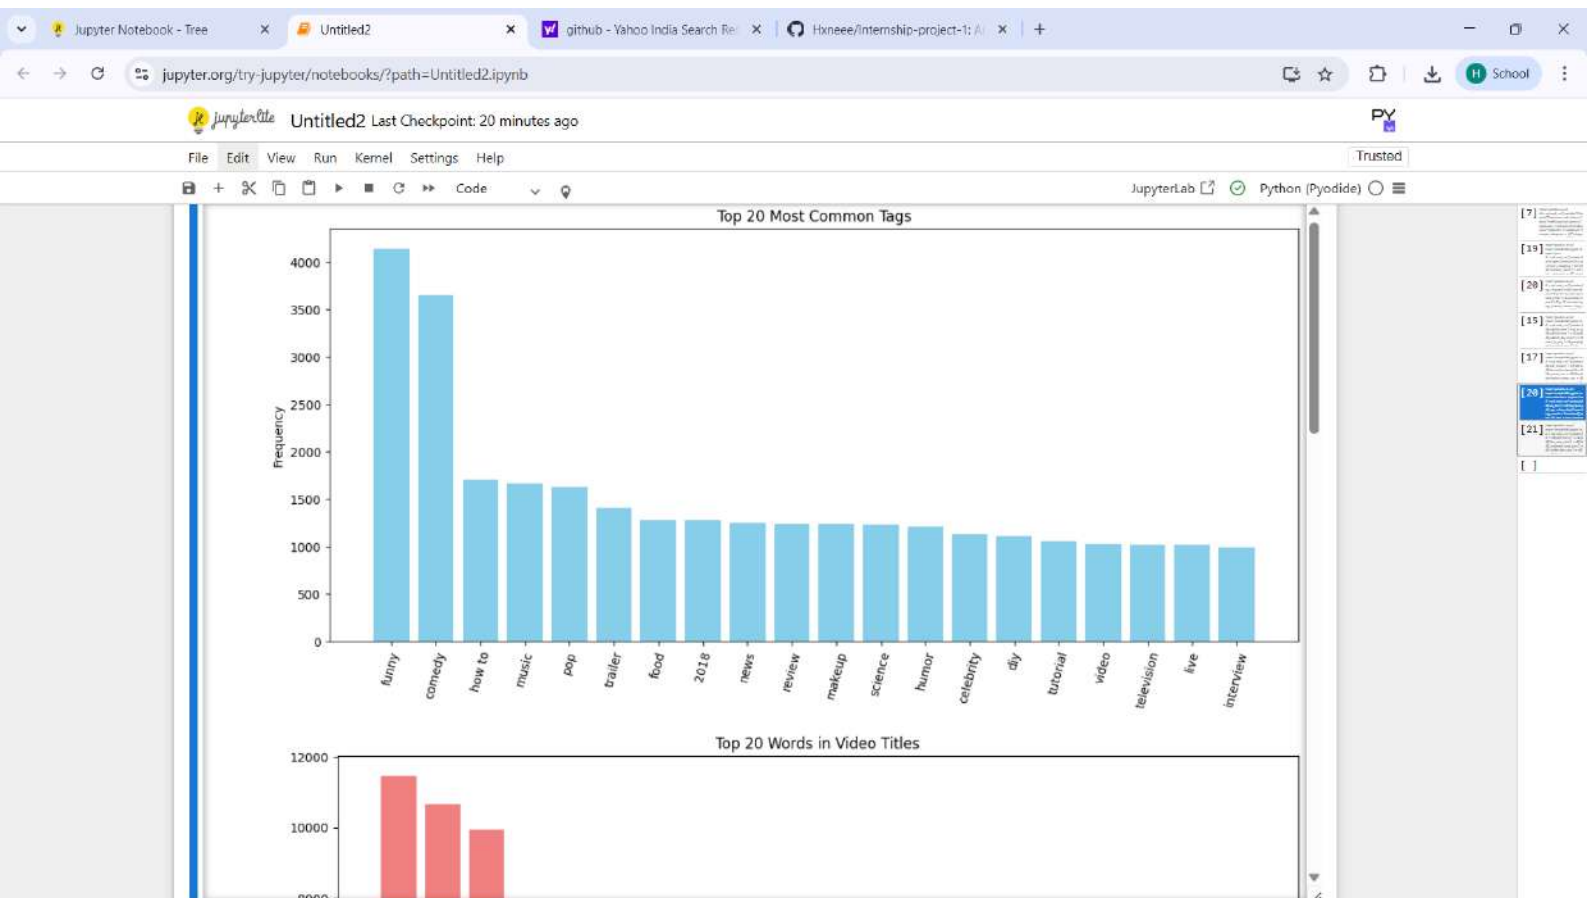 Jupyter Notebook - Tree
Untitled2
github - Yahoo India Search Re
Hxneee/Internship-project-1: A
jupyter.org/try-jupyter/notebooks/?path=Untitled2.ipynb
H School
jupyterlite Untitled2 Last Checkpoint: 20 minutes ago
PY
File Edit View Run Kernel Settings Help
Trusted
Code
JupyterLab
Python (Pyodide)
Top 20 Most Common Tags
4000
3500
3000
2500
2000
1500
1000
500
0
Frequency
funny
comedy
how to
music
pop
trailer
food
2018
news
review
makeup
science
humor
celebrity
diy
tutorial
video
television
live
interview
Top 20 Words in Video Titles
12000
10000
[7]
[19]
[20]
[15]
[17]
[20]
[21]
[ ]